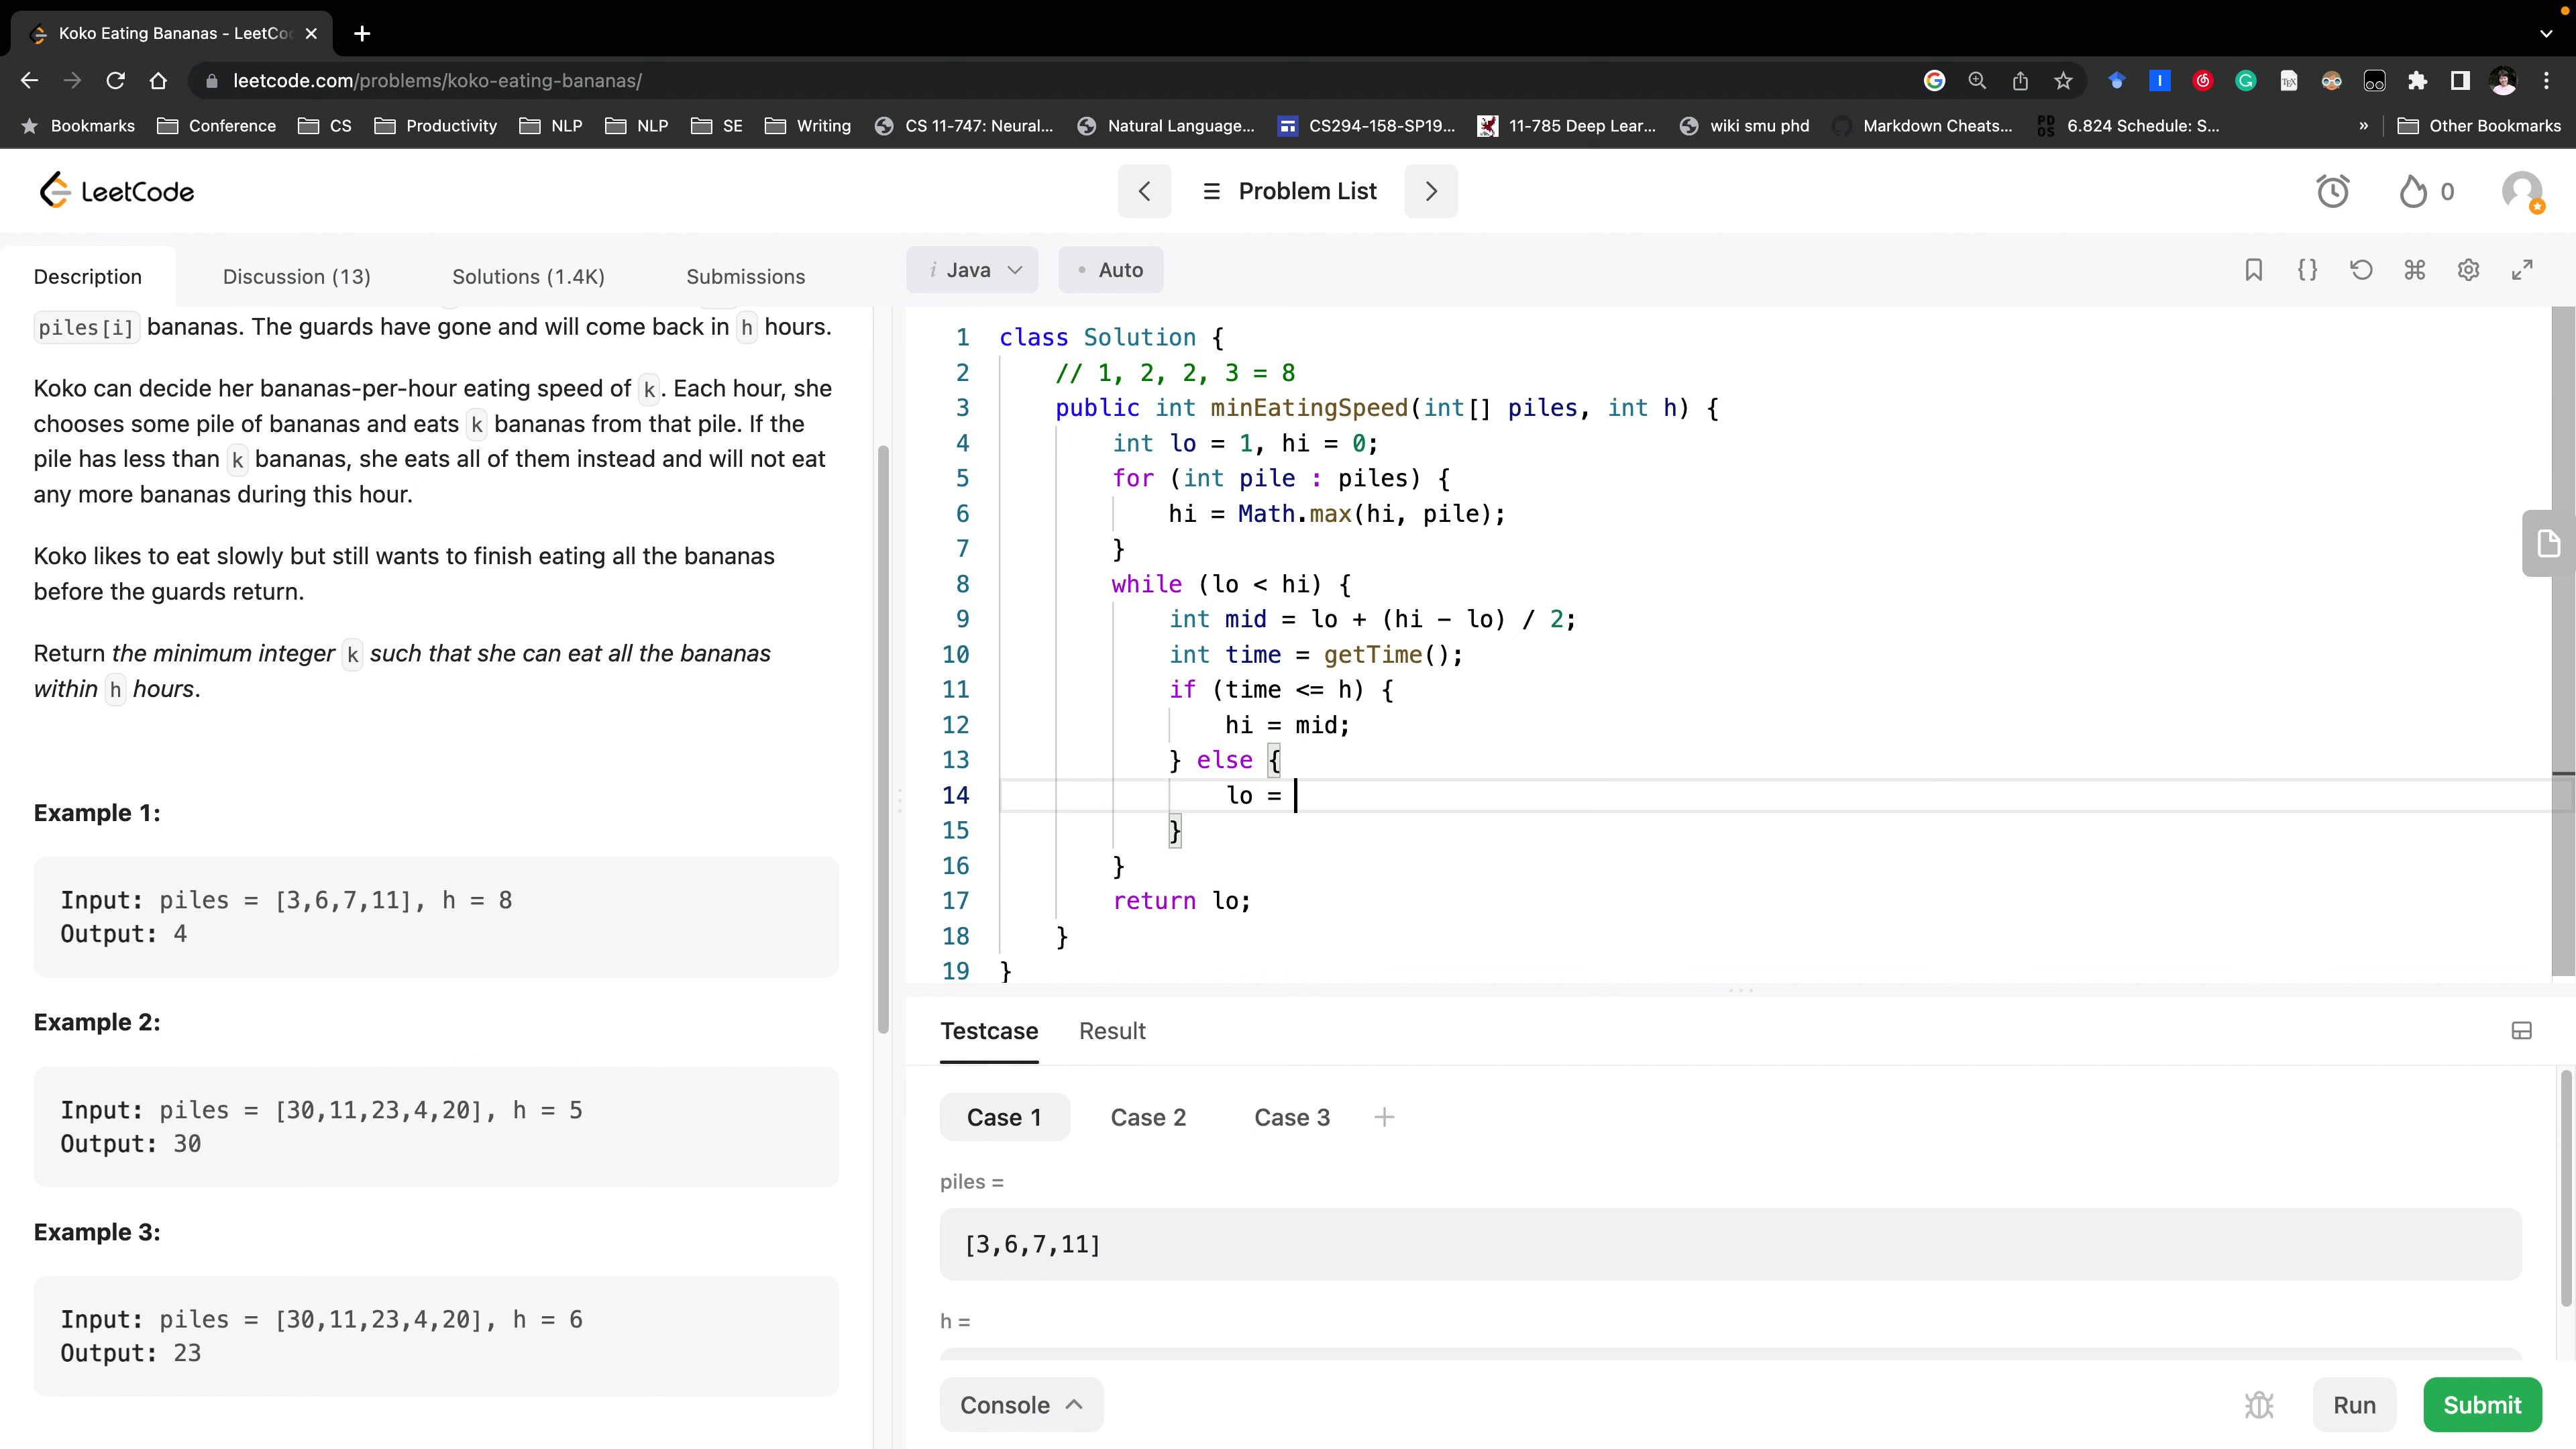 Koko Eating Bananas - LeetCo
leetcode.com/problems/koko-eating-bananas/
Bookmarks Conference CS Productivity NLP NLP SE Writing CS 11-747: Neural... Natural Language... CS294-158-SP19... 11-785 Deep Lear... wiki smu phd Markdown Cheats... 6.824 Schedule: S... » Other Bookmarks
LeetCode
Problem List
0
Description Discussion (13) Solutions (1.4K) Submissions
i Java Auto
piles[i] bananas. The guards have gone and will come back in h hours.
Koko can decide her bananas-per-hour eating speed of k. Each hour, she
chooses some pile of bananas and eats k bananas from that pile. If the
pile has less than k bananas, she eats all of them instead and will not eat
any more bananas during this hour.
Koko likes to eat slowly but still wants to finish eating all the bananas
before the guards return.
Return the minimum integer k such that she can eat all the bananas
within h hours.
Example 1:
Input: piles = [3,6,7,11], h = 8
Output: 4
Example 2:
Input: piles = [30,11,23,4,20], h = 5
Output: 30
Example 3:
Input: piles = [30,11,23,4,20], h = 6
Output: 23
1 class Solution {
2 // 1, 2, 2, 3 = 8
3 public int minEatingSpeed(int[] piles, int h) {
4 int lo = 1, hi = 0;
5 for (int pile : piles) {
6 hi = Math.max(hi, pile);
7 }
8 while (lo < hi) {
9 int mid = lo + (hi - lo) / 2;
10 int time = getTime();
11 if (time <= h) {
12 hi = mid;
13 } else {
14 lo =
15 }
16 }
17 return lo;
18 }
19 }
Testcase Result
Case 1 Case 2 Case 3 +
piles =
[3,6,7,11]
h =
Console
Run
Submit